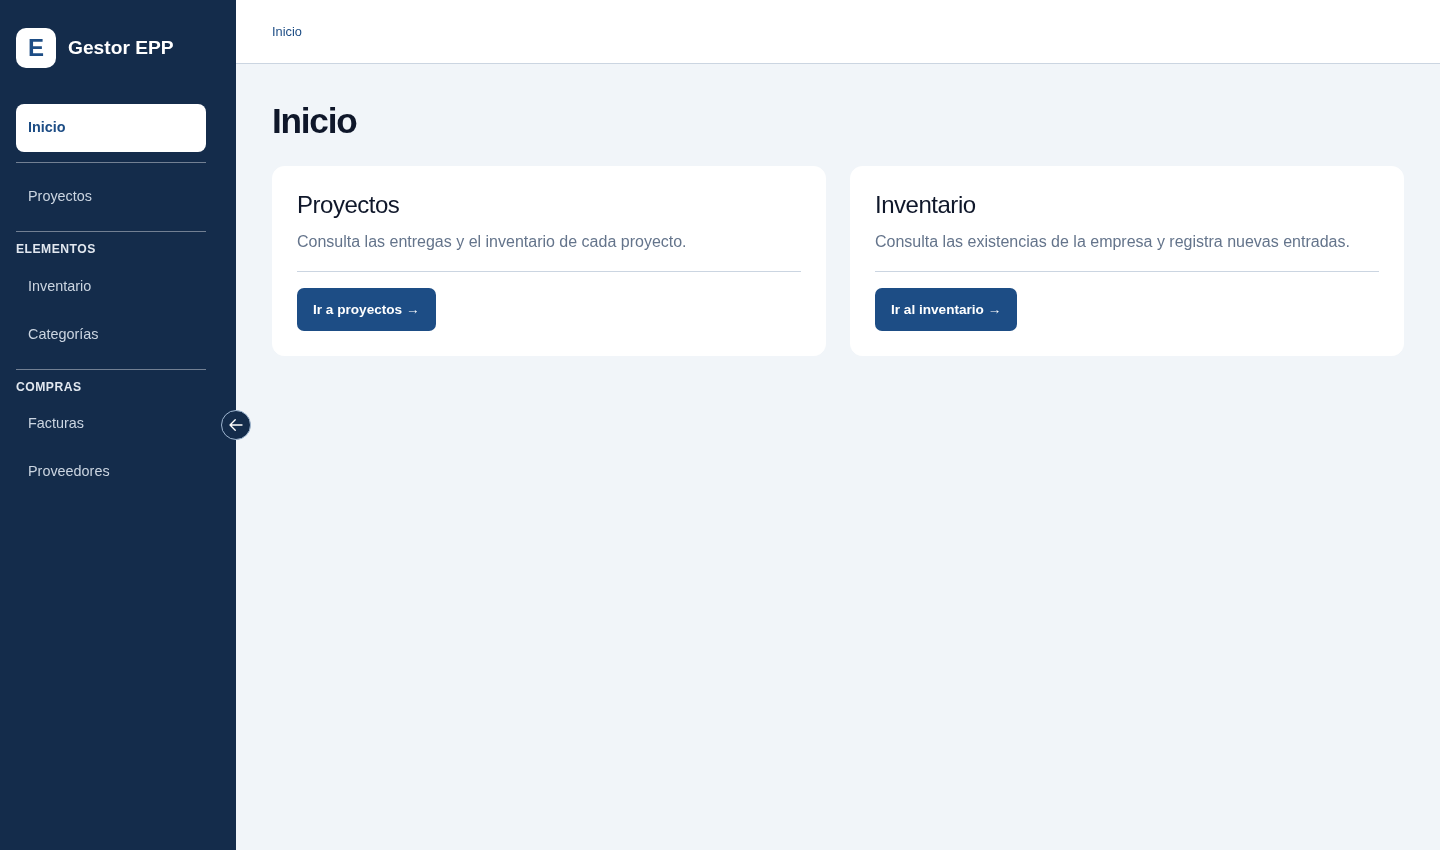 E
Gestor EPP
Inicio
Proyectos
ELEMENTOS
Inventario
Categorías
COMPRAS
Facturas
Proveedores
Inicio
Inicio
Proyectos
Consulta las entregas y el inventario de cada proyecto.
Ir a proyectos →
Inventario
Consulta las existencias de la empresa y registra nuevas entradas.
Ir al inventario →